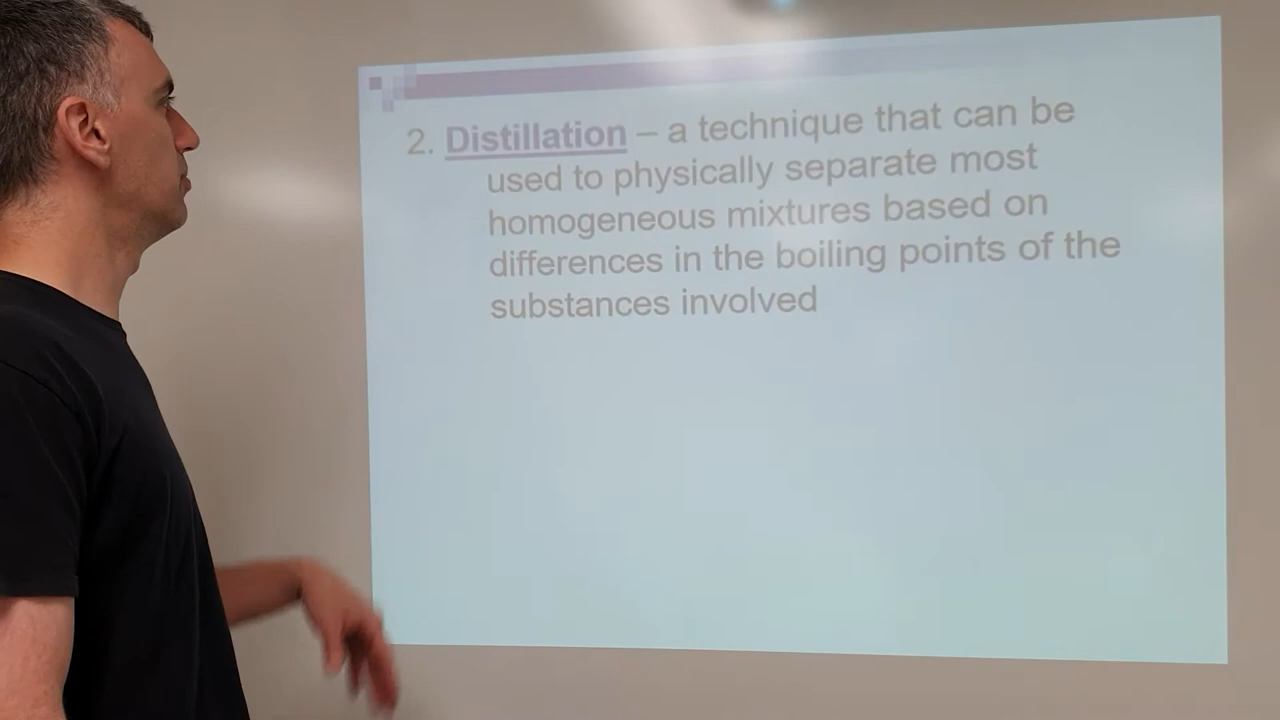 2. Distillation – a technique that can be
used to physically separate most
homogeneous mixtures based on
differences in the boiling points of the
substances involved